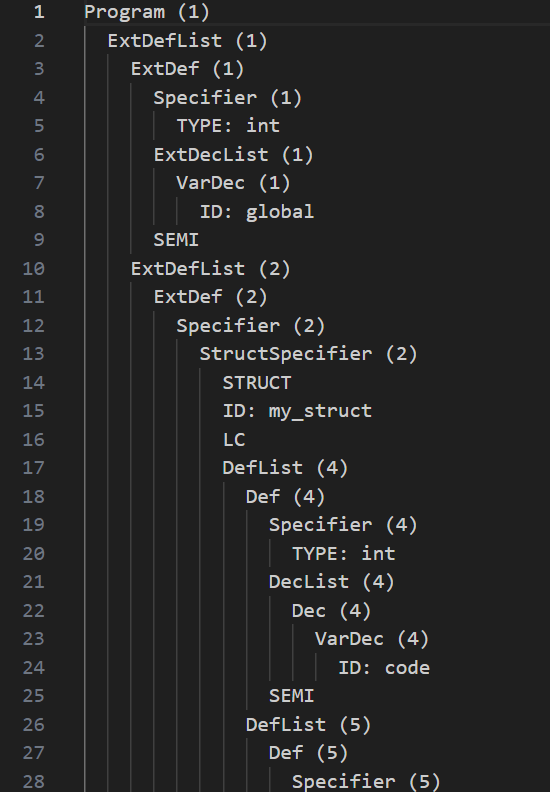 1 Program (1)
2 ExtDefList (1)
3 ExtDef (1)
4 Specifier (1)
5 TYPE: int
6 ExtDecList (1)
7 VarDec (1)
8 ID: global
9 SEMI
10 ExtDefList (2)
11 ExtDef (2)
12 Specifier (2)
13 StructSpecifier (2)
14 STRUCT
15 ID: my_struct
16 LC
17 DefList (4)
18 Def (4)
19 Specifier (4)
20 TYPE: int
21 DecList (4)
22 Dec (4)
23 VarDec (4)
24 ID: code
25 SEMI
26 DefList (5)
27 Def (5)
28 Specifier (5)